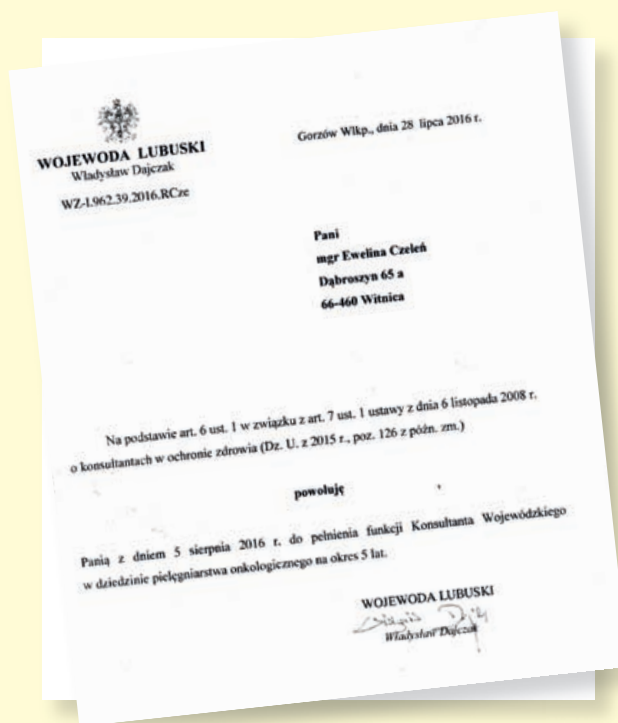 WOJEWODA LUBUSKI
Władysław Dajczak
WZ-I.962.39.2016.RCze
Gorzów Wlkp., dnia 28 lipca 2016 r.
Pani
mgr Ewelina Czeleń
Dąbroszyn 65 a
66-460 Witnica
Na podstawie art. 6 ust. 1 w związku z art. 7 ust. 1 ustawy z dnia 6 listopada 2008 r.
o konsultantach w ochronie zdrowia (Dz. U. z 2015 r., poz. 126 z późn. zm.)
powołuję
Panią z dniem 5 sierpnia 2016 r. do pełnienia funkcji Konsultanta Wojewódzkiego
w dziedzinie pielęgniarstwa onkologicznego na okres 5 lat.
WOJEWODA LUBUSKI
Władysław Dajczak